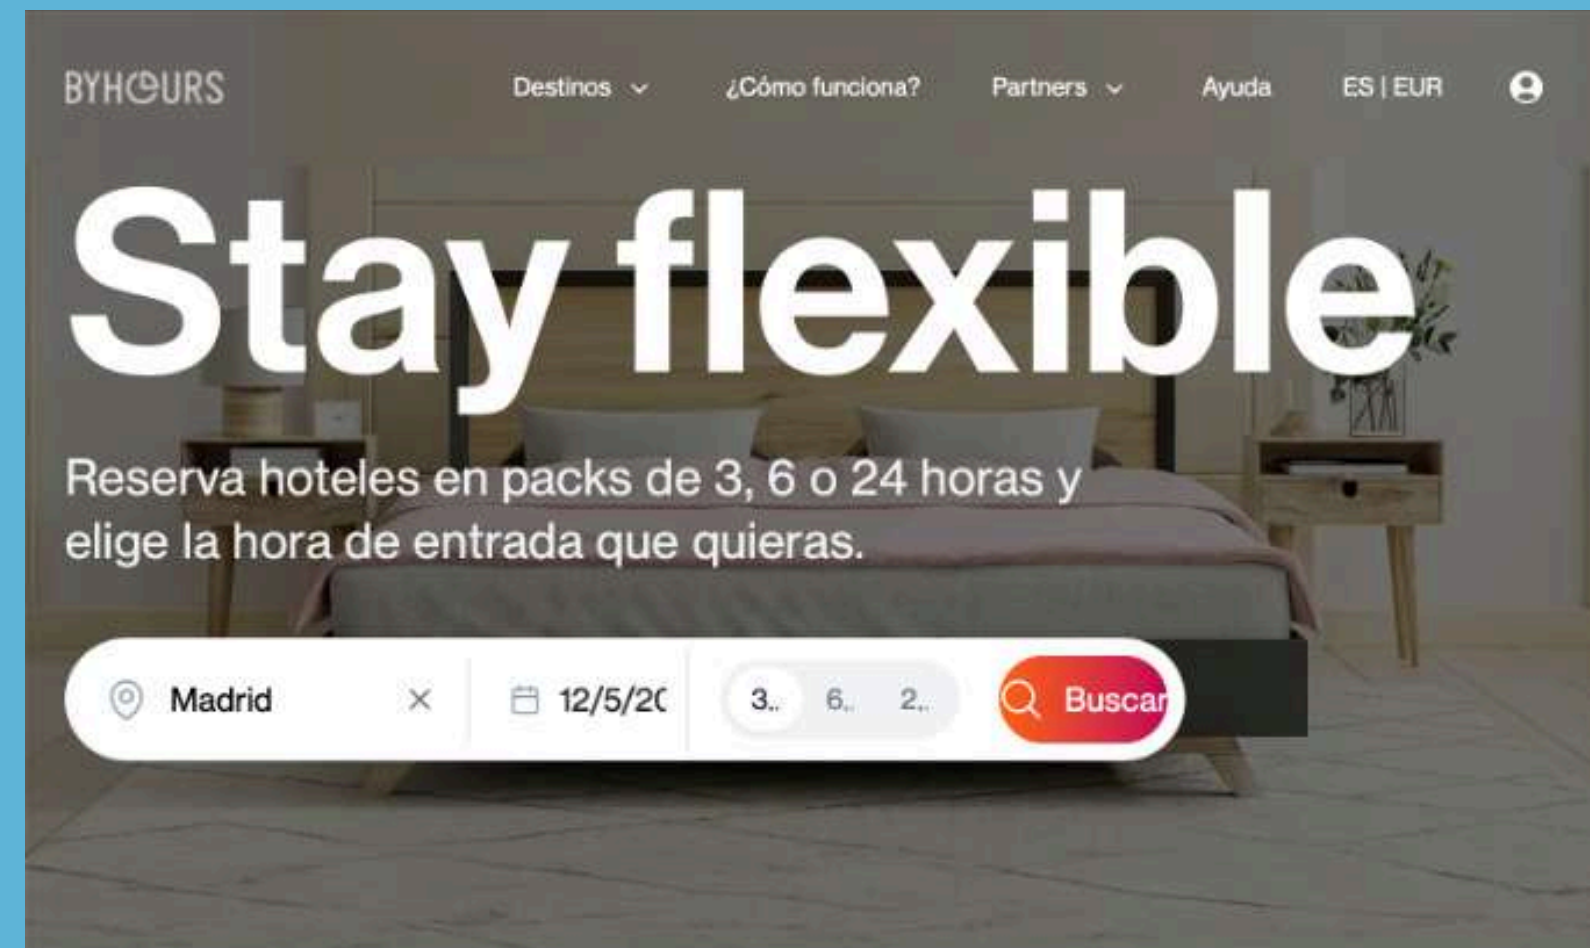 BYHOURS
Destinos
¿Cómo funciona?
Partners
Ayuda
ES | EUR
Stay flexible
Reserva hoteles en packs de 3, 6 o 24 horas y
elige la hora de entrada que quieras.
Madrid
12/5/20
3..
6..
2..
Buscar